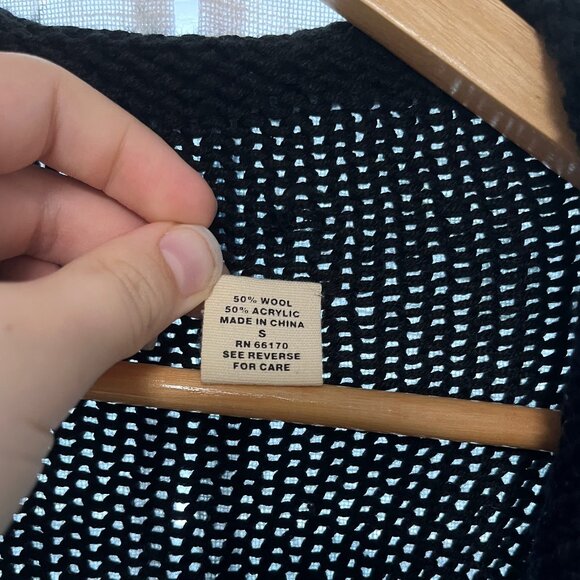 50% WOOL
50% ACRYLIC
MADE IN CHINA
S
RN 66170
SEE REVERSE
FOR CARE